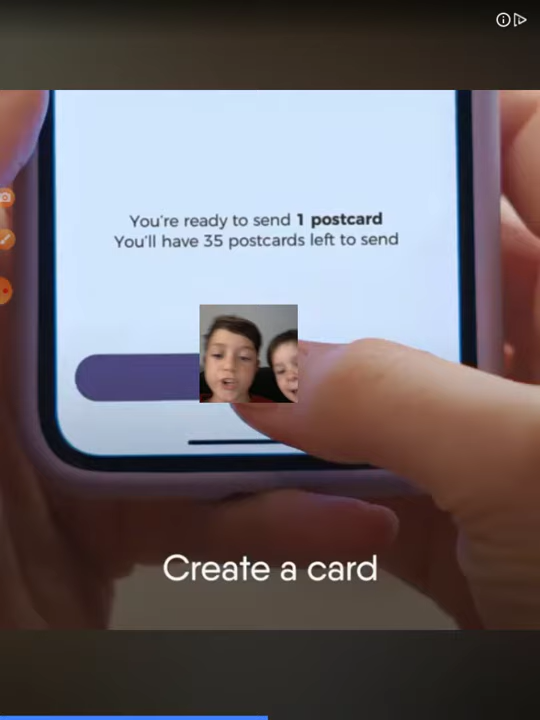 You're ready to send 1 postcard
You'll have 35 postcards left to send
Create a card